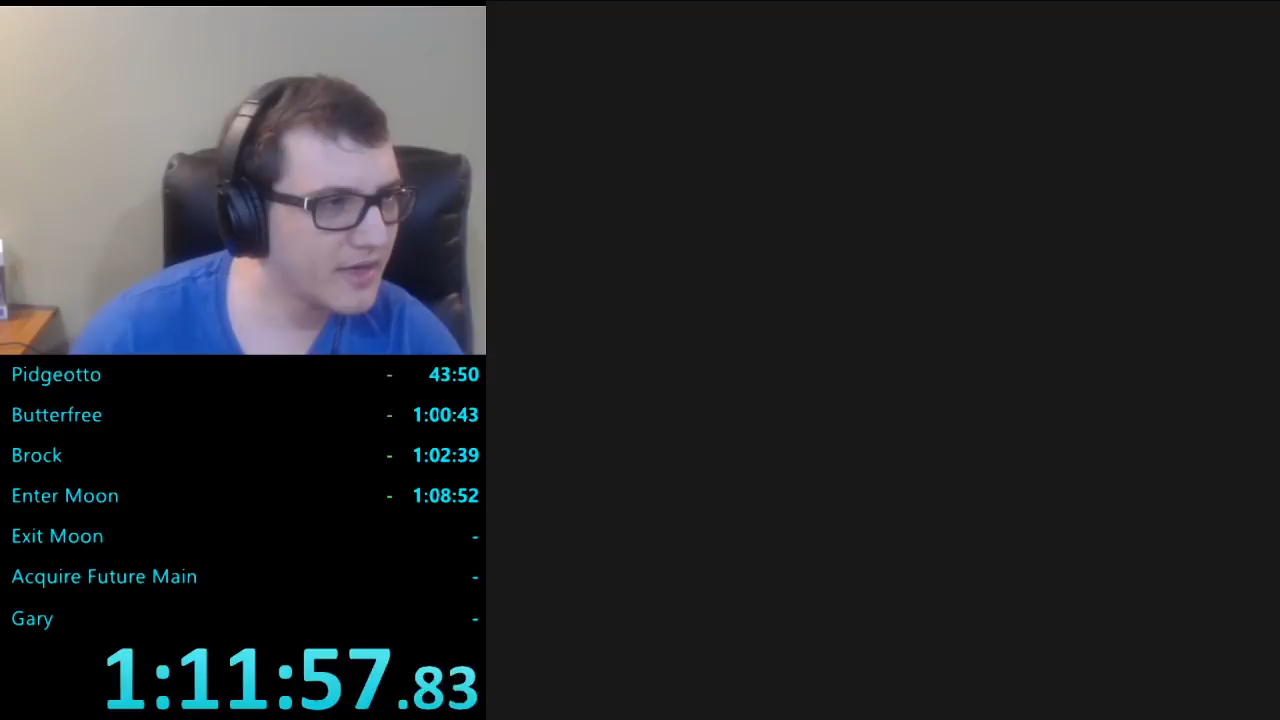 Pidgeotto - 43:50
Butterfree - 1:00:43
Brock - 1:02:39
Enter Moon - 1:08:52
Exit Moon -
Acquire Future Main -
Gary -
1:11:57.83